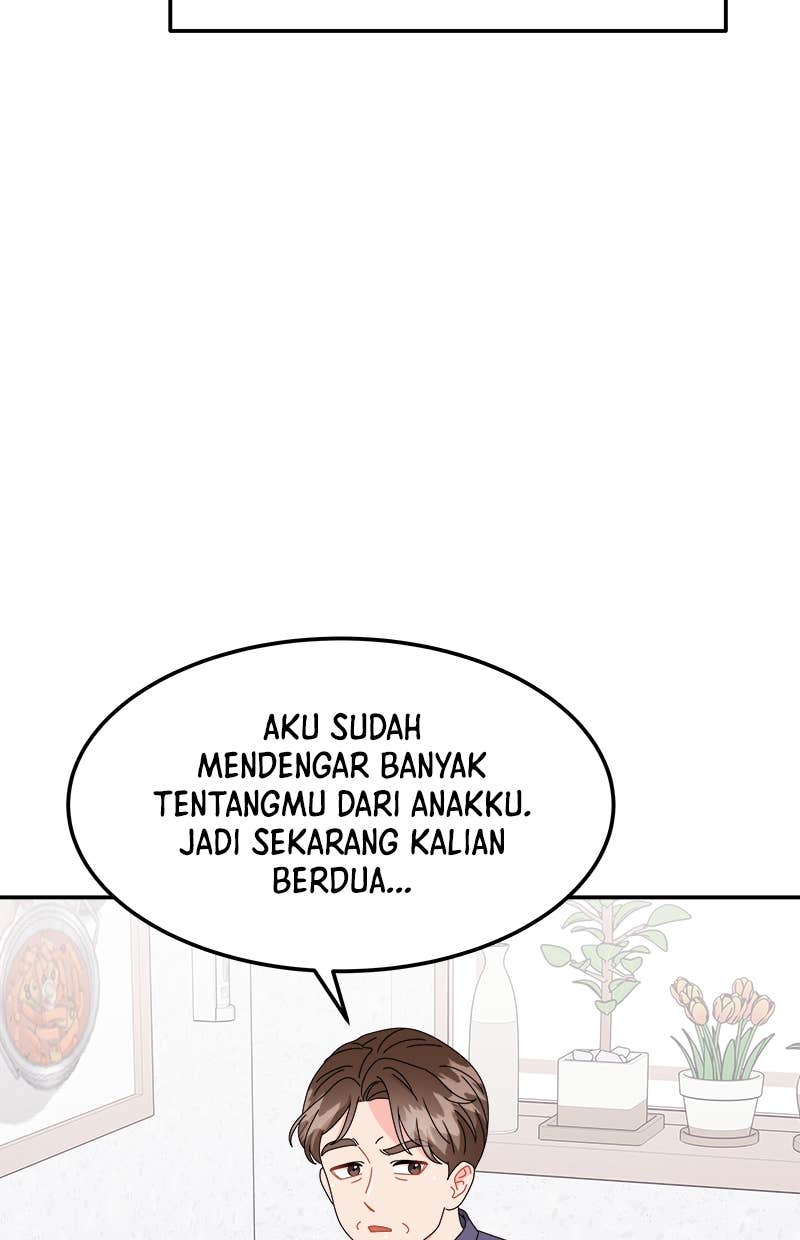 AKU SUDAH
MENDENGAR BANYAK
TENTANGMU DARI ANAKKU.
JADI SEKARANG KALIAN
BERDUA...